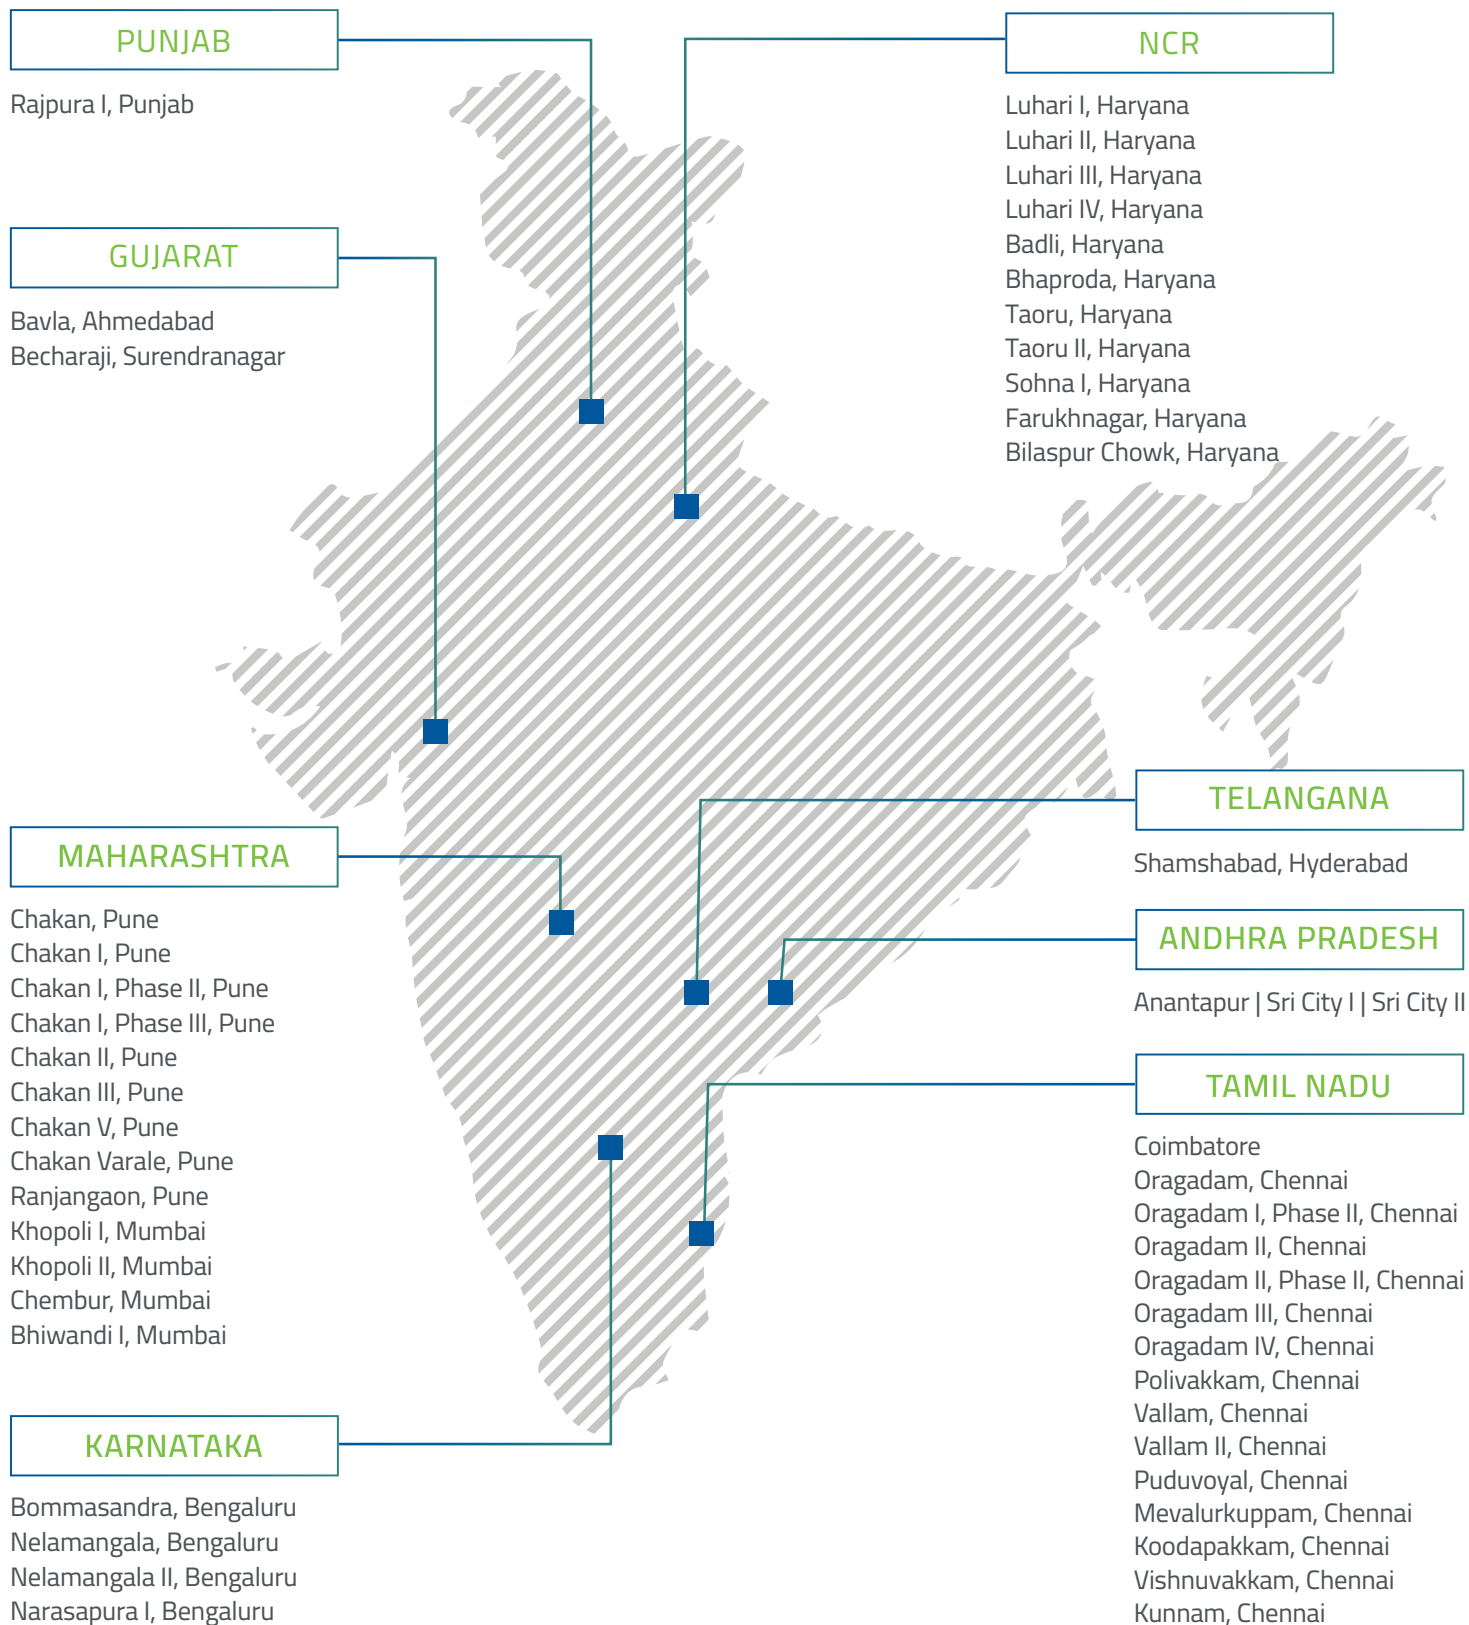 PUNJAB
Rajpura I, Punjab
NCR
Luhari I, Haryana
Luhari II, Haryana
Luhari III, Haryana
Luhari IV, Haryana
Badli, Haryana
Bhaproda, Haryana
Taoru, Haryana
Taoru II, Haryana
Sohna I, Haryana
Farukhnagar, Haryana
Bilaspur Chowk, Haryana
GUJARAT
Bavla, Ahmedabad
Becharaji, Surendranagar
MAHARASHTRA
Chakan, Pune
Chakan I, Pune
Chakan I, Phase II, Pune
Chakan I, Phase III, Pune
Chakan II, Pune
Chakan III, Pune
Chakan V, Pune
Chakan Varale, Pune
Ranjangaon, Pune
Khopoli I, Mumbai
Khopoli II, Mumbai
Chembur, Mumbai
Bhiwandi I, Mumbai
TELANGANA
Shamshabad, Hyderabad
ANDHRA PRADESH
Anantapur | Sri City I | Sri City II
TAMIL NADU
Coimbatore
Oragadam, Chennai
Oragadam I, Phase II, Chennai
Oragadam II, Chennai
Oragadam II, Phase II, Chennai
Oragadam III, Chennai
Oragadam IV, Chennai
Polivakkam, Chennai
Vallam, Chennai
Vallam II, Chennai
Puduvoyal, Chennai
Mevalurkuppam, Chennai
Koodapakkam, Chennai
Vishnuvakkam, Chennai
Kunnam, Chennai
KARNATAKA
Bommasandra, Bengaluru
Nelamangala, Bengaluru
Nelamangala II, Bengaluru
Narasapura I, Bengaluru